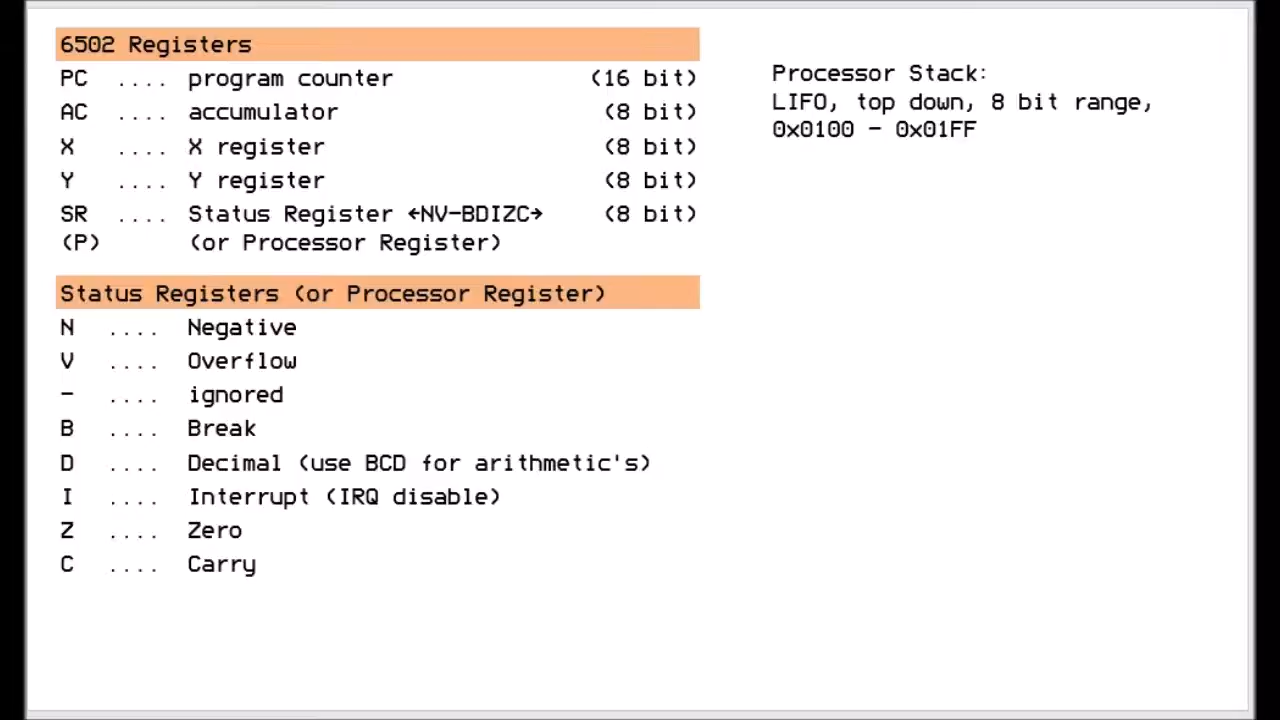 6502 Registers
PC .... program counter (16 bit)
AC .... accumulator (8 bit)
X .... X register (8 bit)
Y .... Y register (8 bit)
SR .... Status Register ←NV-BDIZC→ (8 bit)
(P) (or Processor Register)
Status Registers (or Processor Register)
N .... Negative
V .... Overflow
- .... ignored
B .... Break
D .... Decimal (use BCD for arithmetic's)
I .... Interrupt (IRQ disable)
Z .... Zero
C .... Carry
Processor Stack:
LIFO, top down, 8 bit range,
0x0100 - 0x01FF